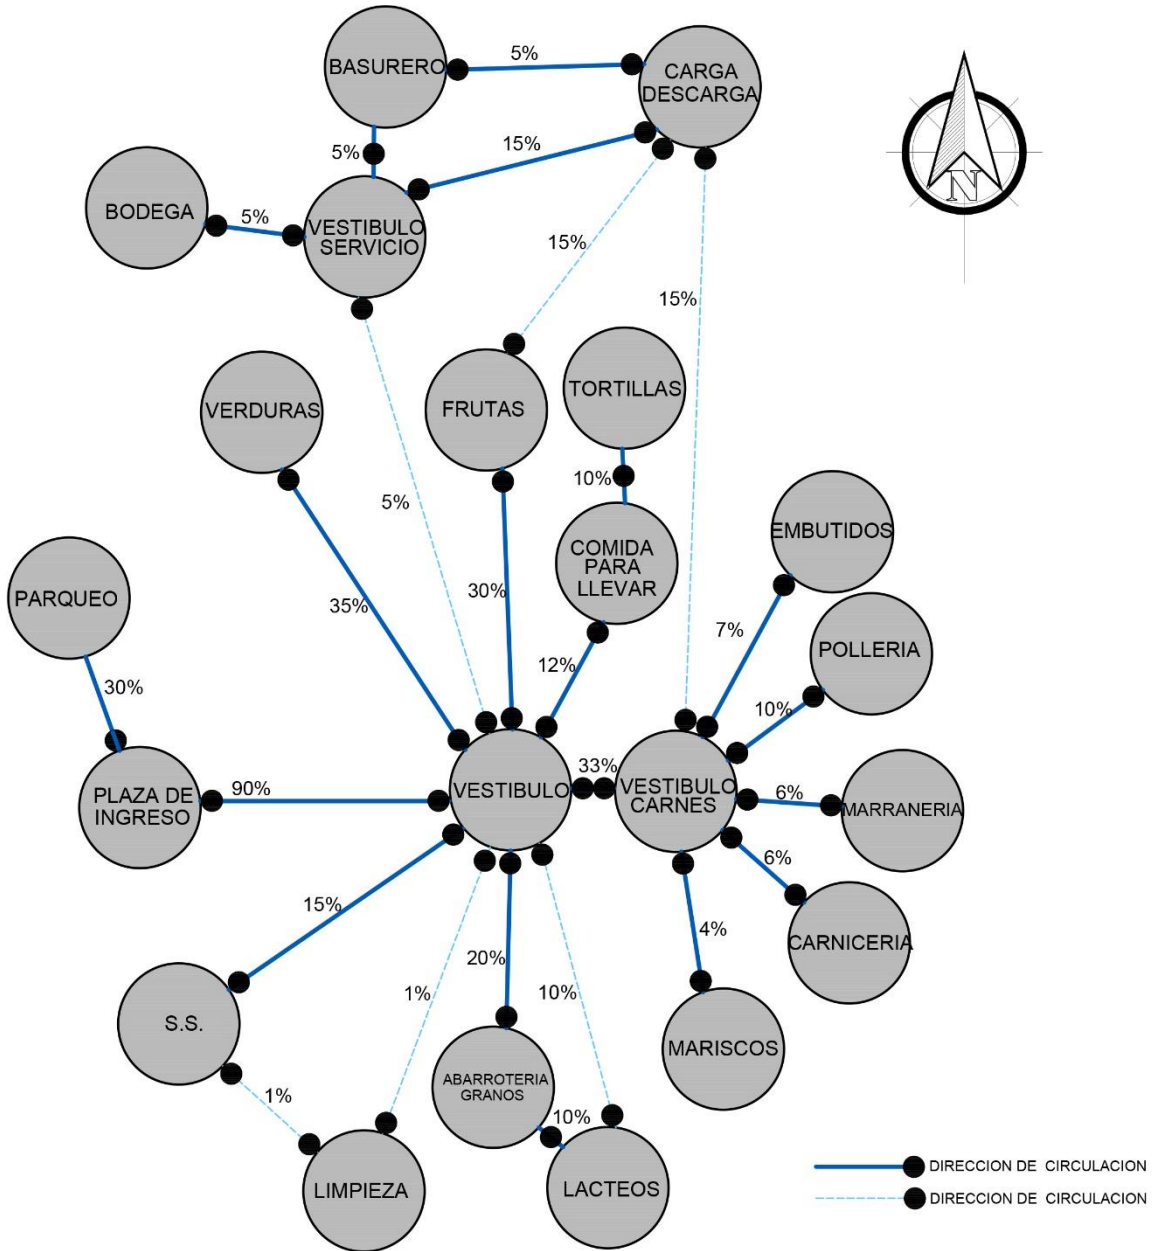 BASURERO
5%
CARGA
DESCARGA
5%
15%
BODEGA
5%
VESTIBULO
SERVICIO
N
15%
15%
VERDURAS
FRUTAS
TORTILLAS
5%
10%
EMBUTIDOS
COMIDA
PARA
LLEVAR
PARQUEO
35%
30%
7%
POLLERIA
12%
10%
30%
PLAZA DE
INGRESO
90%
VESTIBULO
33%
VESTIBULO
CARNES
6%
MARRANERIA
15%
6%
4%
CARNICERIA
20%
1%
10%
S.S.
MARISCOS
1%
ABARROTERIA
GRANOS
10%
LIMPIEZA
LACTEOS
DIRECCION DE CIRCULACION
DIRECCION DE CIRCULACION